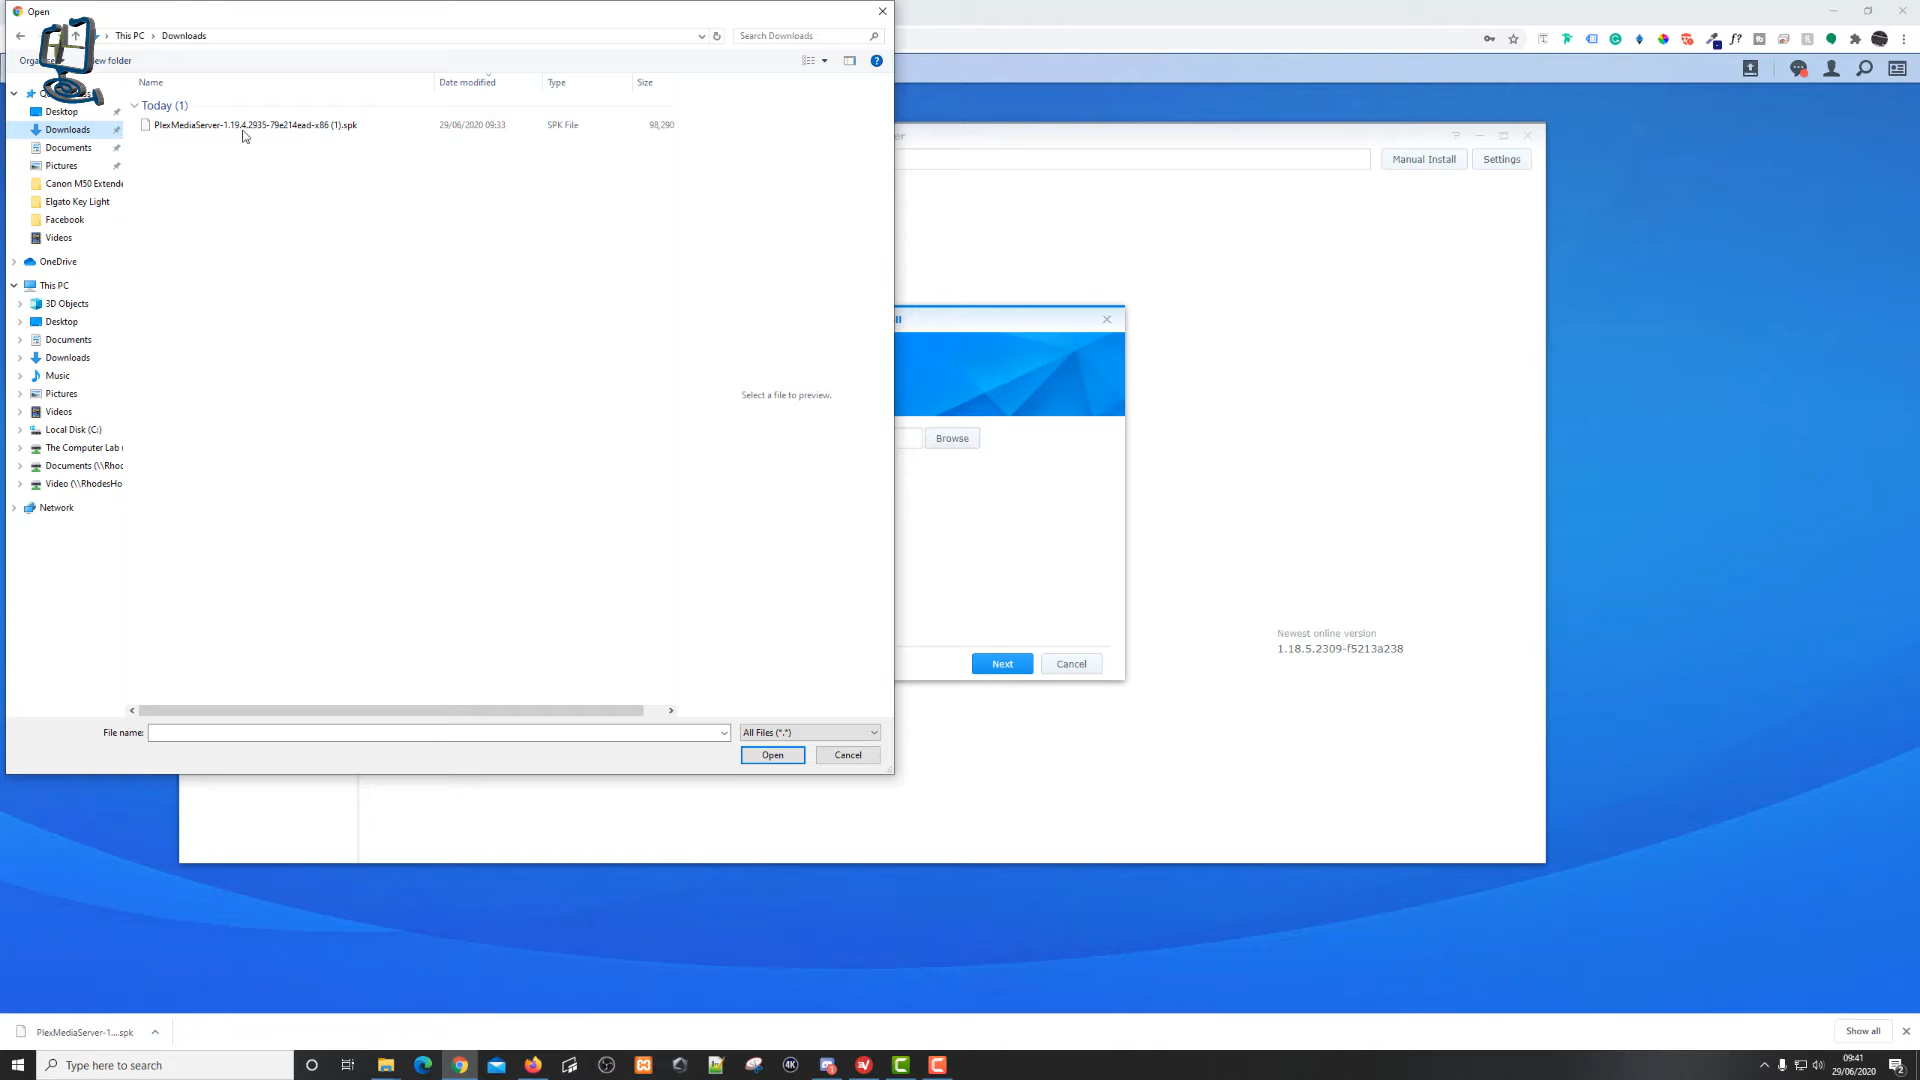 Open
This PC > Downloads
Search Downloads
New folder
Name
Date modified
Type
Size
Today (1)
PlexMediaServer-1.19.4.2935-79e214ead-x86 (1).spk
29/06/2020 09:33
SPK File
98,290
Desktop
Downloads
Documents
Pictures
Canon M50 Extende
Elgato Key Light
Facebook
Videos
OneDrive
This PC
3D Objects
Desktop
Documents
Downloads
Music
Pictures
Videos
Local Disk (C:)
The Computer Lab (
Documents (\\Rhod
Video (\\RhodesHo
Network
Select a file to preview.
File name:
All Files (*.*)
Open
Cancel
Manual Install
Settings
Browse
Next
Cancel
Newest online version
1.18.5.2309-f5213a238
PlexMediaServer-1....spk
Show all
Type here to search
4K
09:41
29/06/2020